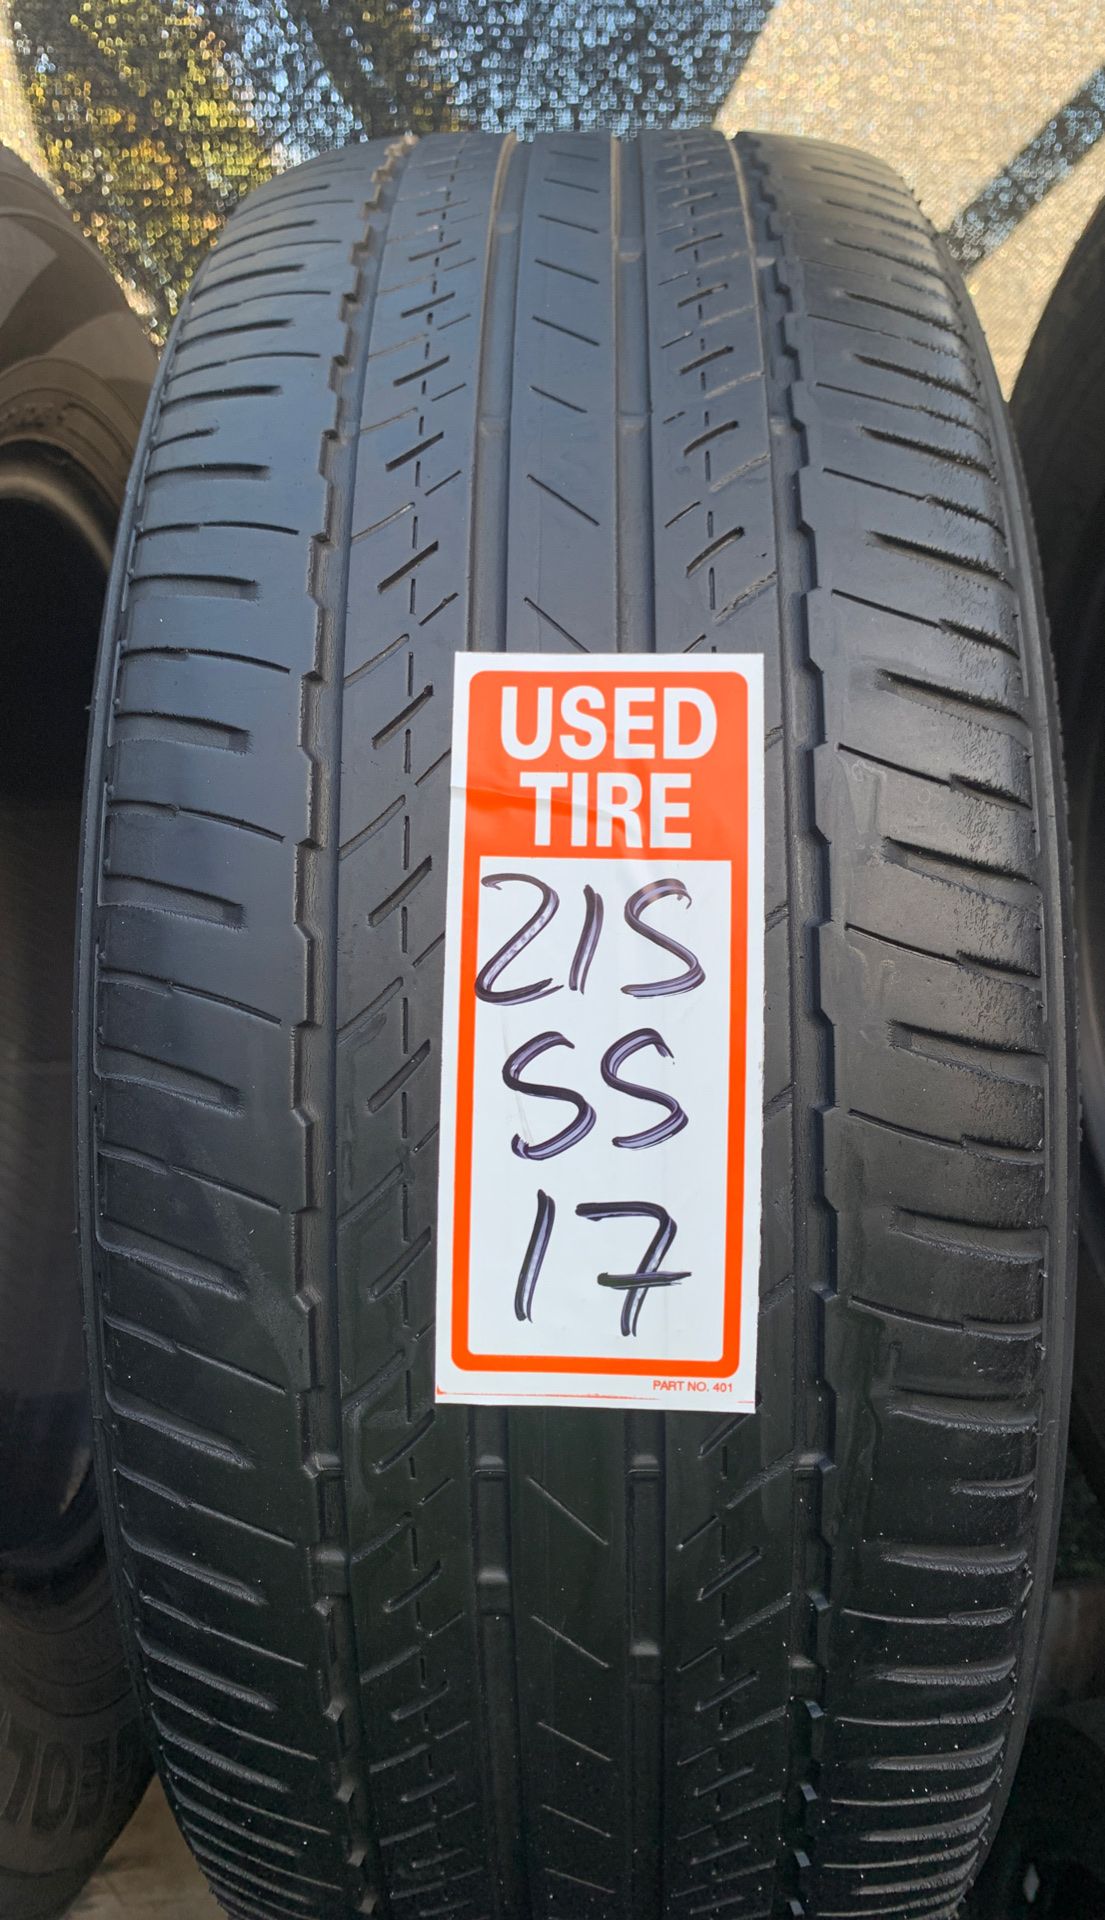 USED
TIRE
215
55
17
PART NO. 401